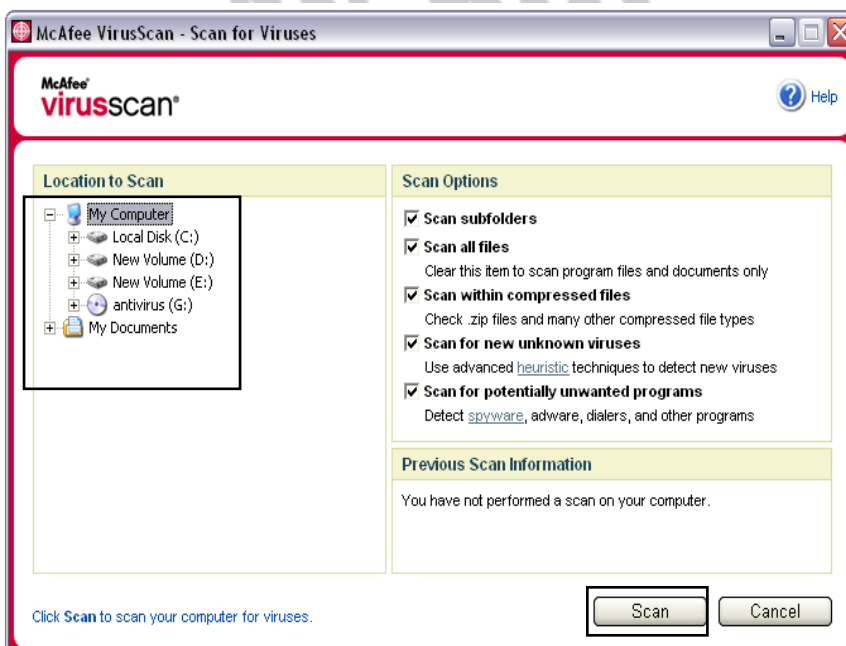 McAfee VirusScan - Scan for Viruses
McAfee®
virusscan®
Help
Location to Scan
My Computer
Local Disk (C:)
New Volume (D:)
New Volume (E:)
antivirus (G:)
My Documents
Scan Options
Scan subfolders
Scan all files
Clear this item to scan program files and documents only
Scan within compressed files
Check .zip files and many other compressed file types
Scan for new unknown viruses
Use advanced heuristic techniques to detect new viruses
Scan for potentially unwanted programs
Detect spyware, adware, dialers, and other programs
Previous Scan Information
You have not performed a scan on your computer.
Click Scan to scan your computer for viruses.
Scan
Cancel